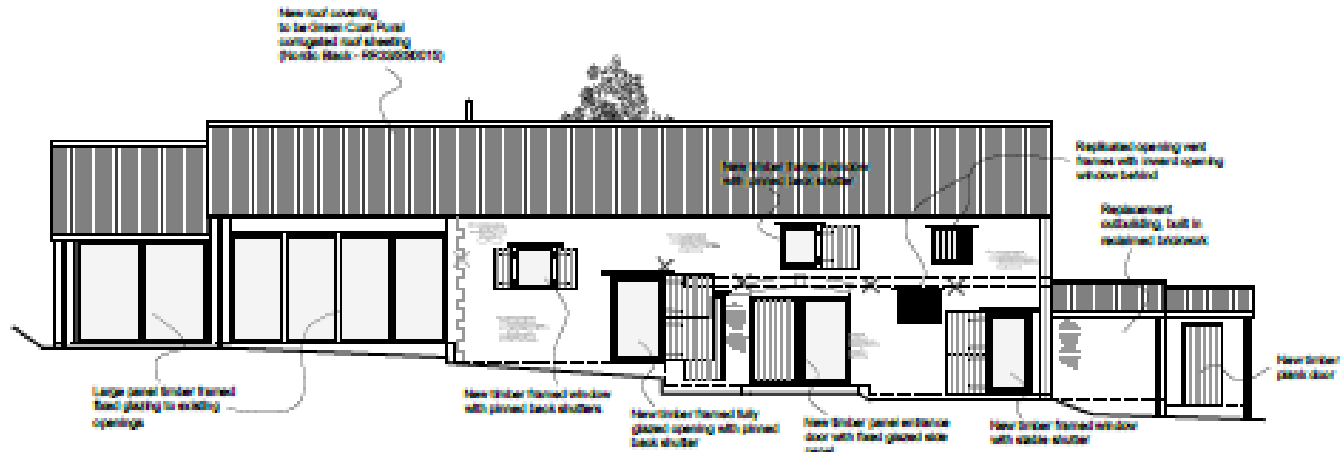 New roof covering
to be Green Coat Pural
corrugated roof sheeting
(Nordic Black -
New timber framed window
with pinned back shutter
Replicated opening vent
frames with inward opening
window behind
Replacement
outbuilding, built in
reclaimed brickwork
Large panel timber framed
fixed glazing to existing
openings
New timber framed window
with pinned back shutters
New timber framed fully
glazed opening with pinned
back shutter
New timber panel entrance
door with fixed glazed side
panel
New timber framed window
with stable shutter
New timber
plank door